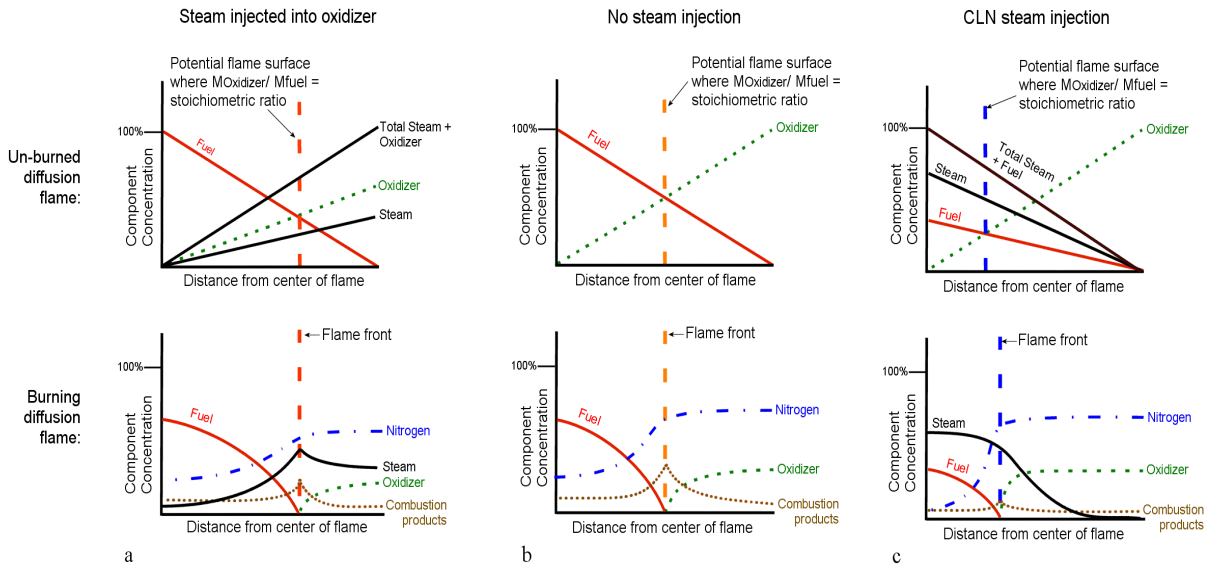 Steam injected into oxidizer
No steam injection
CLN steam injection
Un-burned
diffusion
flame:
Potential flame surface
where MOxidizer/ Mfuel =
stoichiometric ratio
100%
Fuel
Total Steam +
Oxidizer
Oxidizer
Steam
Component
Concentration
Distance from center of flame
Potential flame surface
where MOxidizer/ Mfuel =
stoichiometric ratio
100%
Fuel
Oxidizer
Component
Concentration
Distance from center of flame
Potential flame surface
where MOxidizer/ Mfuel =
stoichiometric ratio
100%
Total Steam
+ Fuel
Steam
Fuel
Oxidizer
Component
Concentration
Distance from center of flame
Burning
diffusion
flame:
Flame front
100%
Fuel
Nitrogen
Steam
Oxidizer
Combustion
products
Component
Concentration
Distance from center of flame
Flame front
100%
Fuel
Nitrogen
Oxidizer
Combustion
products
Component
Concentration
Distance from center of flame
Flame front
100%
Steam
Fuel
Nitrogen
Oxidizer
Combustion
products
Component
Concentration
Distance from center of flame
a
b
c